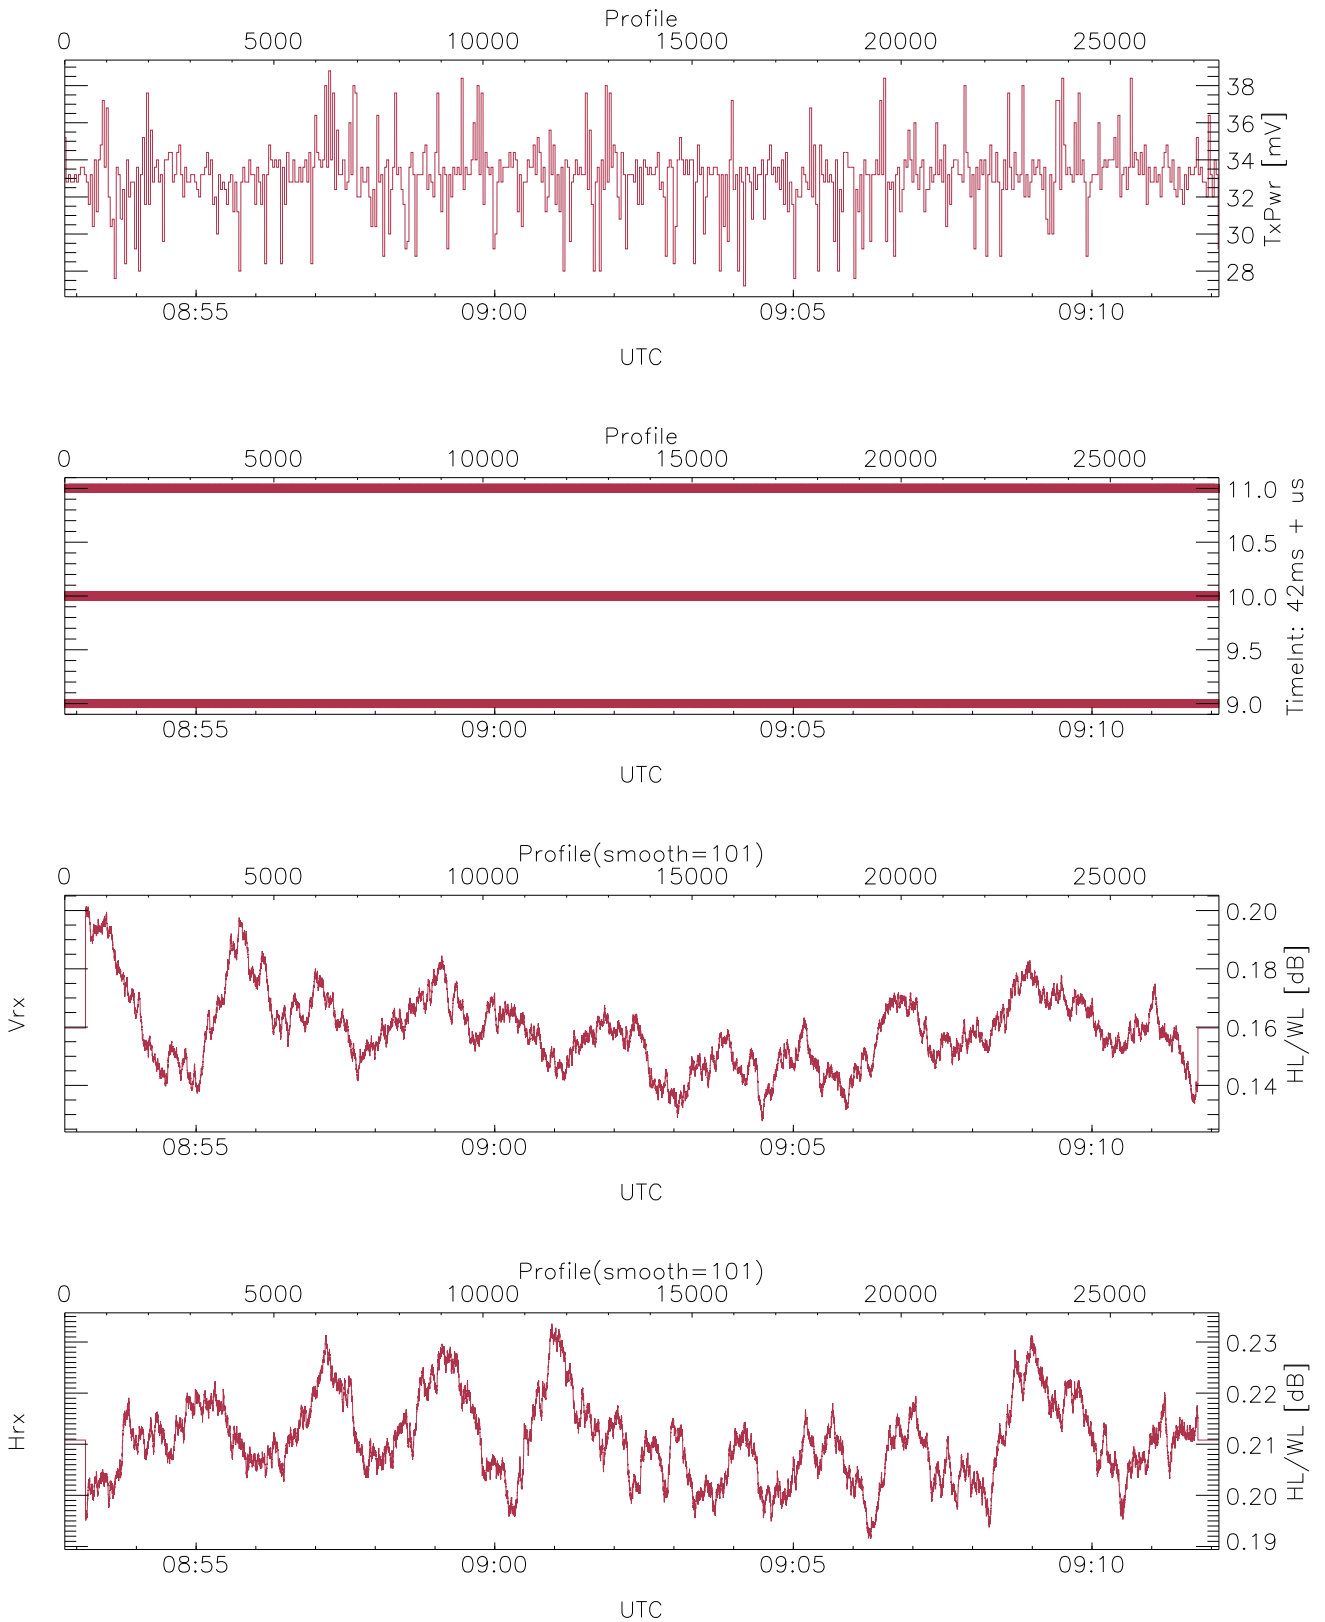 Profile
0 5000 10000 15000 20000 25000
38
36
34
32
30
28
TxPwr [mV]
08:55 09:00 09:05 09:10
UTC
Profile
0 5000 10000 15000 20000 25000
11.0
10.5
10.0
9.5
9.0
TimeInt: 42ms + us
08:55 09:00 09:05 09:10
UTC
Profile(smooth=101)
0 5000 10000 15000 20000 25000
Vrx
0.20
0.18
0.16
0.14
HL/WL [dB]
08:55 09:00 09:05 09:10
UTC
Profile(smooth=101)
0 5000 10000 15000 20000 25000
Hrx
0.23
0.22
0.21
0.20
0.19
HL/WL [dB]
08:55 09:00 09:05 09:10
UTC